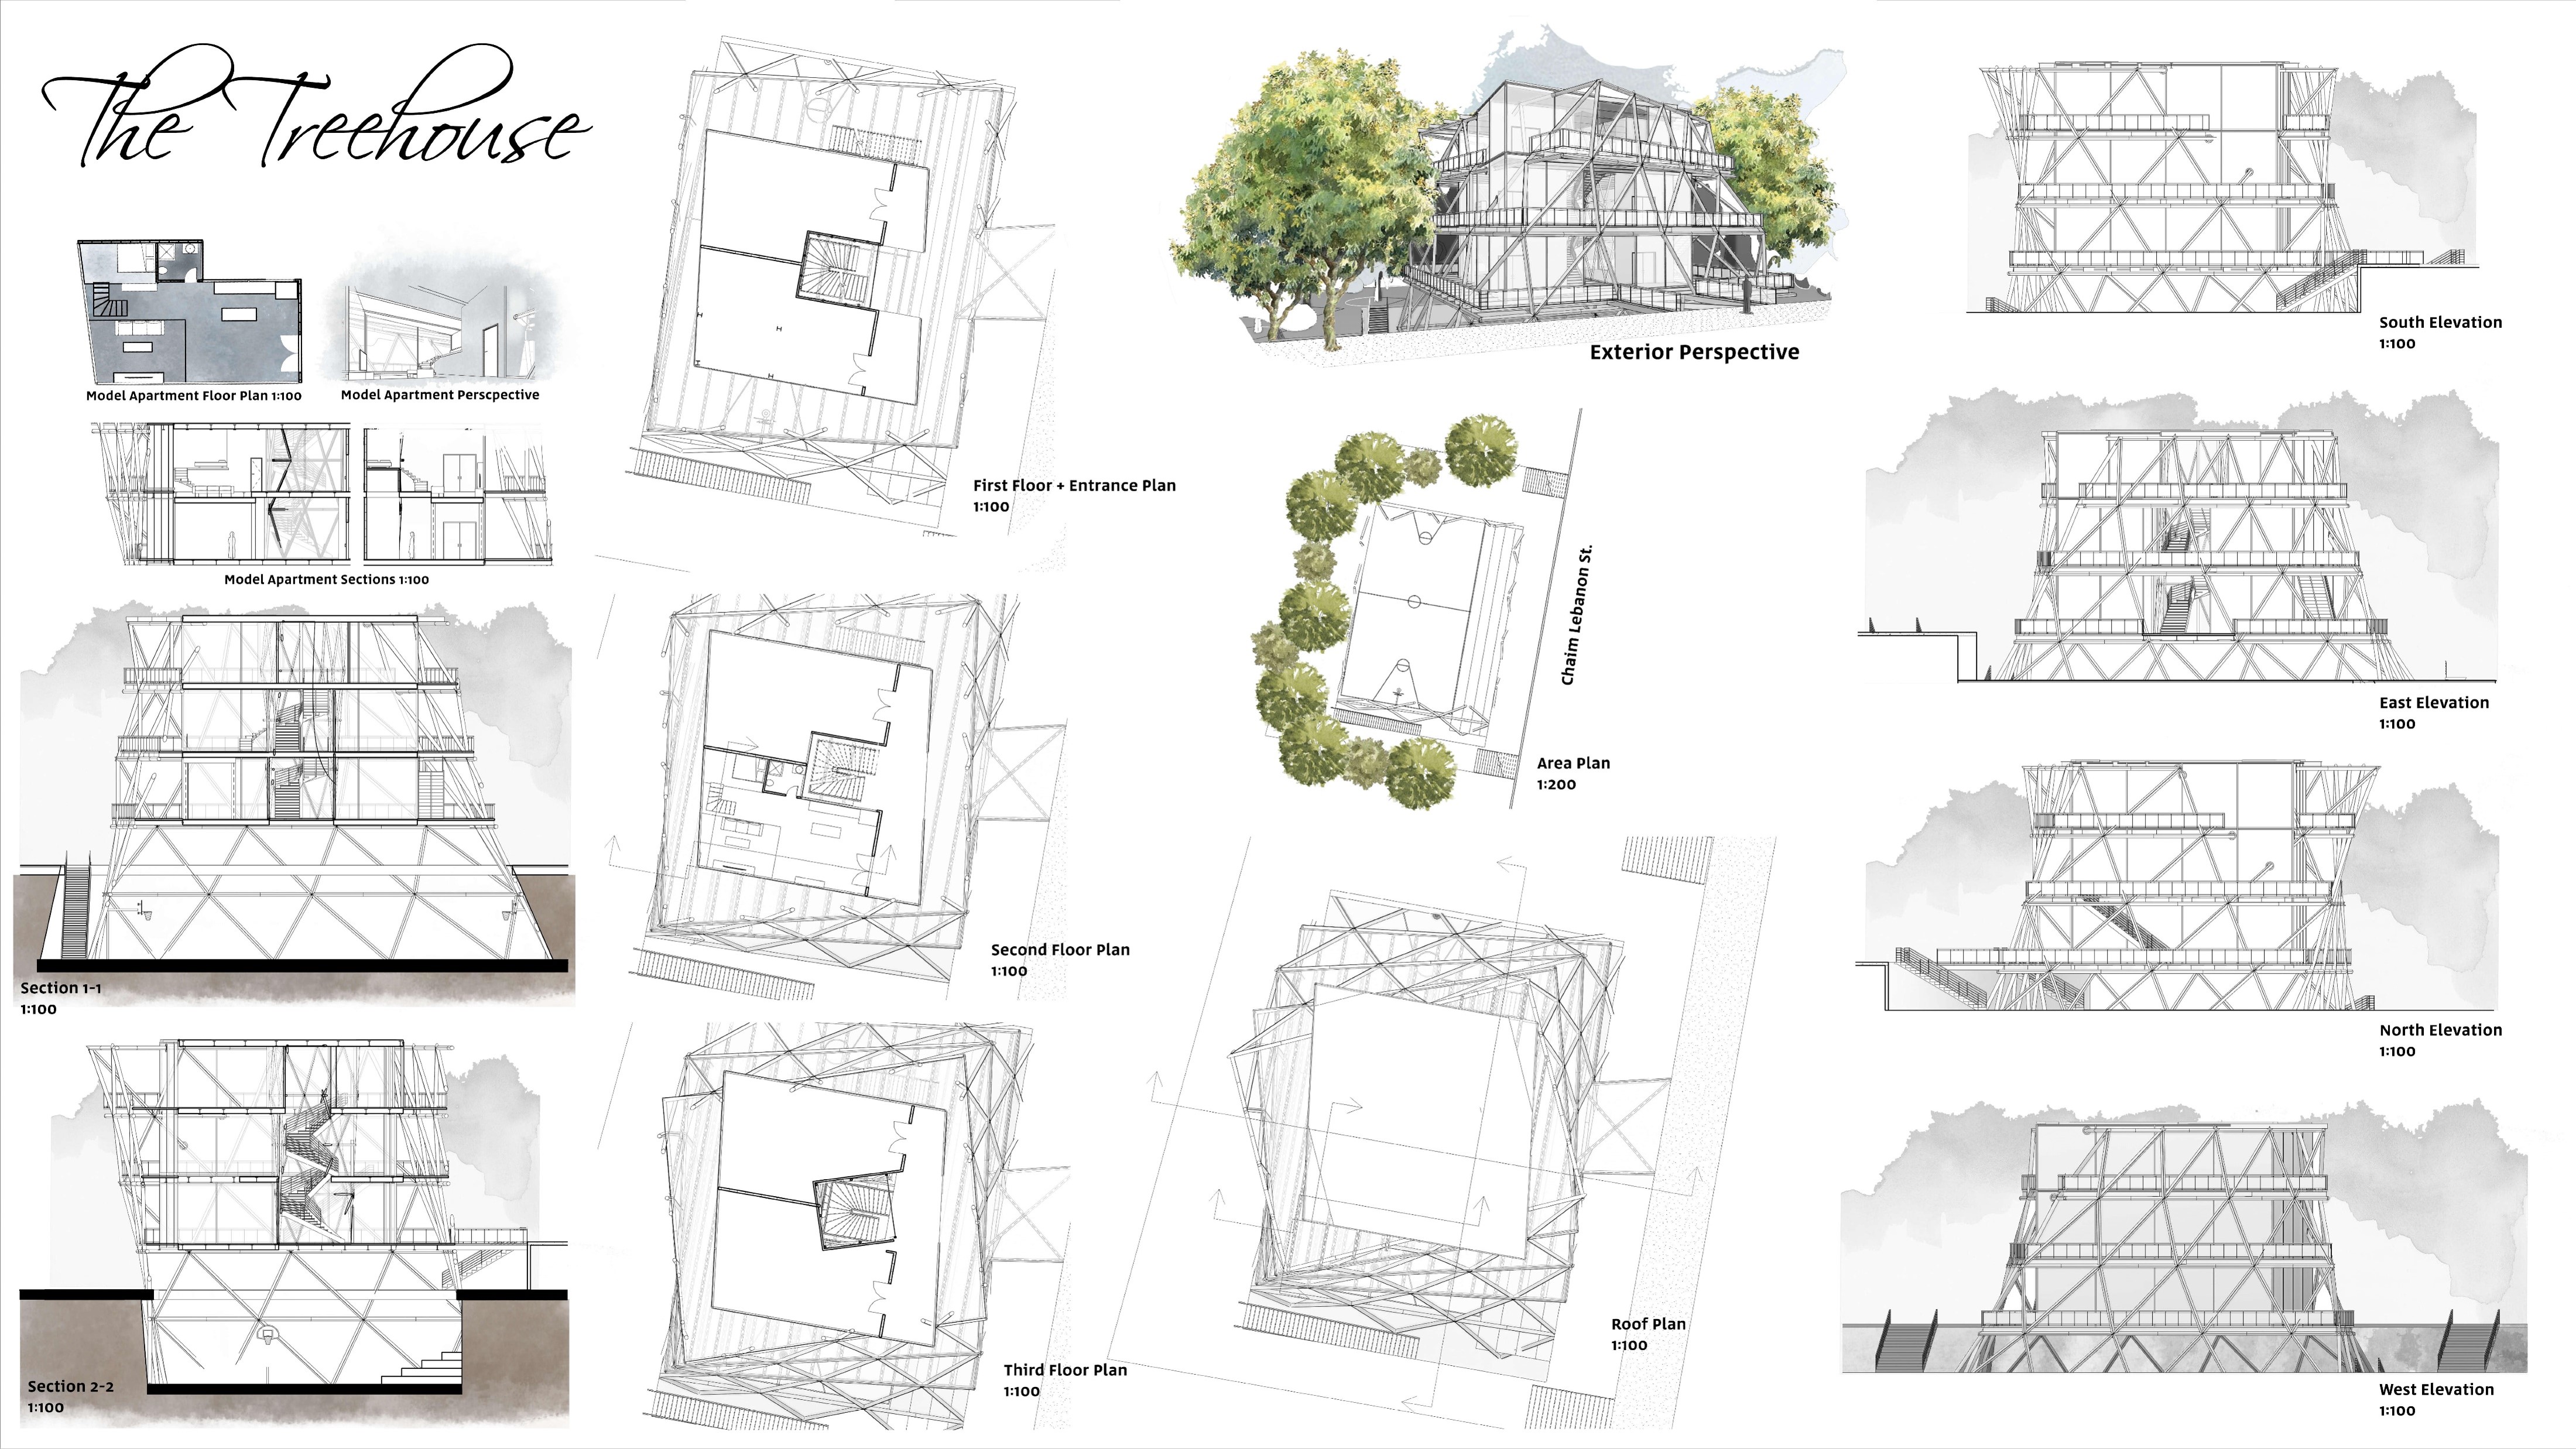 The Treehouse
Model Apartment Floor Plan 1:100
Model Apartment Perscpective
Model Apartment Sections 1:100
Section 1-1
1:100
Section 2-2
1:100
First Floor + Entrance Plan
1:100
Second Floor Plan
1:100
Third Floor Plan
1:100
Exterior Perspective
Chaim Lebanon St.
Area Plan
1:200
Roof Plan
1:100
South Elevation
1:100
East Elevation
1:100
North Elevation
1:100
West Elevation
1:100